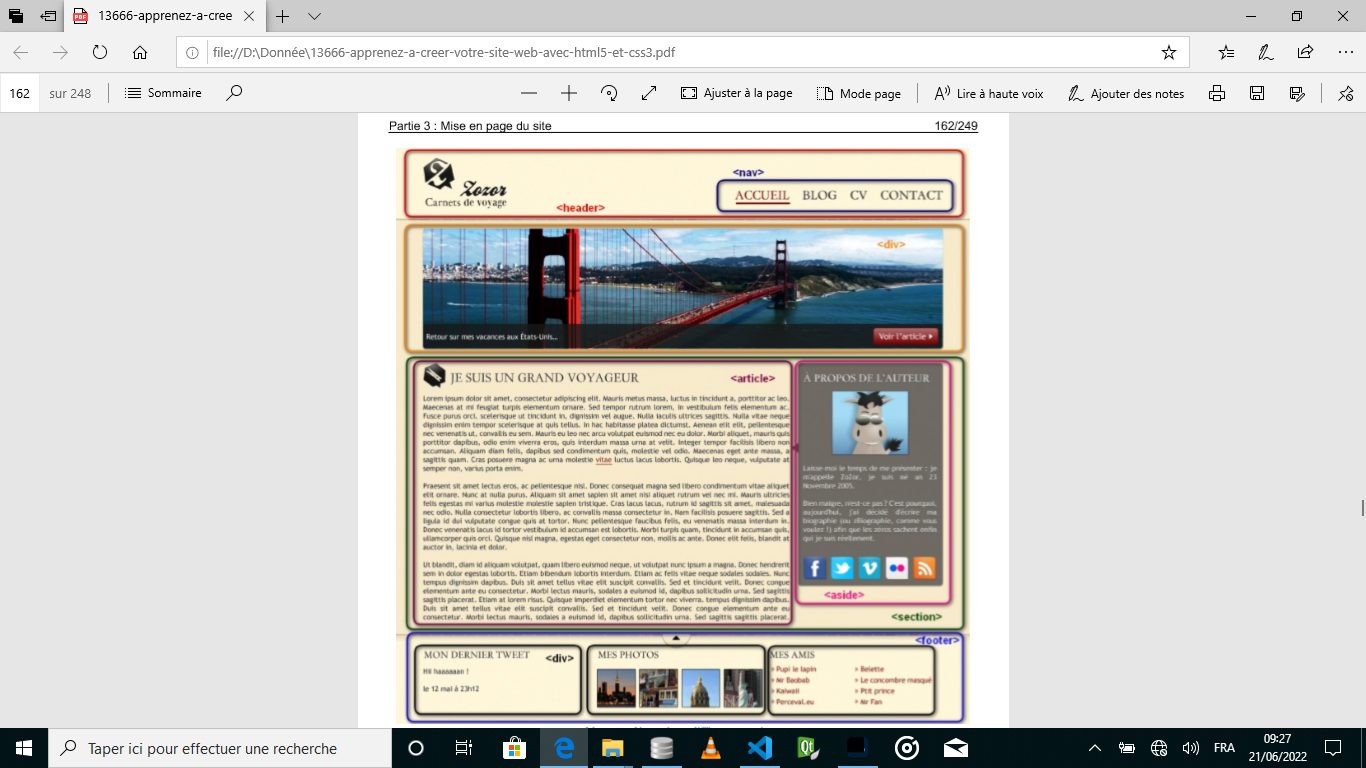 13666-apprenez-a-cree
file://D:\Donnée\13666-apprenez-a-creer-votre-site-web-avec-html5-et-css3.pdf
162 sur 248 Sommaire Ajuster à la page Mode page Lire à haute voix Ajouter des notes
Partie 3 : Mise en page du site 162/249
<nav>
Zozor
Carnets de voyage
ACCUEIL BLOG CV CONTACT
<header>
<div>
Retour sur mes vacances aux États-Unis... Voir l'article
JE SUIS UN GRAND VOYAGEUR <article>
Lorem ipsum dolor sit amet, consectetur adipiscing elit. Mauris metus massa, luctus in tincidunt a, porttitor ac leo.
Maecenas at mi feugiat turpis elementum ornare. Sed tempor rutrum lorem, in vestibulum felis elementum ac.
Fusce purus orci, scelerisque ut tincidunt in, dignissim vel augue. Nulla iaculis ultrices sagittis. Nulla vitae neque
dignissim enim tempor scelerisque at quis tellus. In hac habitasse platea dictumst. Aenean elit elit, pellentesque
nec venenatis ut, convallis eu sem. Mauris eu leo nec arcu volutpat euismod nec eu dolor. Morbi aliquet, mauris quis
porttitor dapibus, odio enim viverra eros, quis interdum massa urna at velit. Integer tempor facilisis libero non
accumsan. Aliquam diam felis, dapibus sed condimentum quis, molestie vel odio. Maecenas eget ante massa, a
sagittis quam. Cras posuere magna ac urna molestie vitae luctus lacus lobortis. Quisque leo neque, vulputate at
semper non, varius porta enim.
Praesent sit amet lectus eros, ac pellentesque nisi. Donec consequat magna sed libero condimentum vitae aliquet
elit ornare. Nunc at nulla purus. Aliquam sit amet sapien sit amet nisi aliquet rutrum vel nec mi. Mauris ultricies
felis egestas mi varius molestie molestie sapien tristique. Cras lacus lacus, rutrum id sagittis sit amet, malesuada
nec odio. Nulla consectetur lobortis libero, ac convallis massa consectetur in. Nam facilisis posuere sagittis. Sed a
ligula id dui vulputate congue quis at tortor. Nunc pellentesque faucibus felis, eu venenatis massa interdum in.
Donec venenatis lacus id tortor vestibulum id accumsan est lobortis. Morbi turpis quam, tincidunt in accumsan quis,
ullamcorper quis orci. Quisque nisl magna, egestas eget consectetur non, mollis ac ante. Donec elit felis, blandit at
auctor in, lacinia et dolor.
Ut blandit, diam id aliquam volutpat, quam libero euismod neque, ut volutpat nunc ipsum a magna. Donec hendrerit
sem in dolor egestas lobortis. Etiam bibendum lobortis interdum. Etiam ac felis vitae neque sodales sodales. Nunc
tempus dignissim dapibus. Duis sit amet tellus vitae elit suscipit convallis. Sed et tincidunt velit. Donec congue
elementum ante eu consectetur. Morbi lectus mauris, sodales a euismod id, dapibus sollicitudin urna. Sed sagittis
sagittis placerat. Etiam at lorem risus. Quisque imperdiet elementum tortor nec viverra. tempus dignissim dapibus.
Duis sit amet tellus vitae elit suscipit convallis. Sed et tincidunt velit. Donec congue elementum ante eu
consectetur. Morbi lectus mauris, sodales a euismod id, dapibus sollicitudin urna. Sed sagittis sagittis placerat.
À PROPOS DE L'AUTEUR
Laisse-moi le temps de me présenter : je
m'appelle Zozor, je suis né un 23
Novembre 2005.
Bien maigre, n'est-ce pas ? C'est pourquoi,
aujourd'hui, j'ai décidé d'écrire ma
biographie (ou zBiographie, comme vous
voulez !) afin que les zéros sachent enfin
qui je suis réellement.
<aside>
<section>
<footer>
MON DERNIER TWEET <div>
Hii haaaaaan !
le 12 mai à 23h12
MES PHOTOS
MES AMIS
» Pupi le lapin » Belette
» Mr Baobab » Le concombre masqué
» Kaiwaii » Ptit prince
» Perceval.eu » Mr Fan
Taper ici pour effectuer une recherche
FRA
09:27
21/06/2022